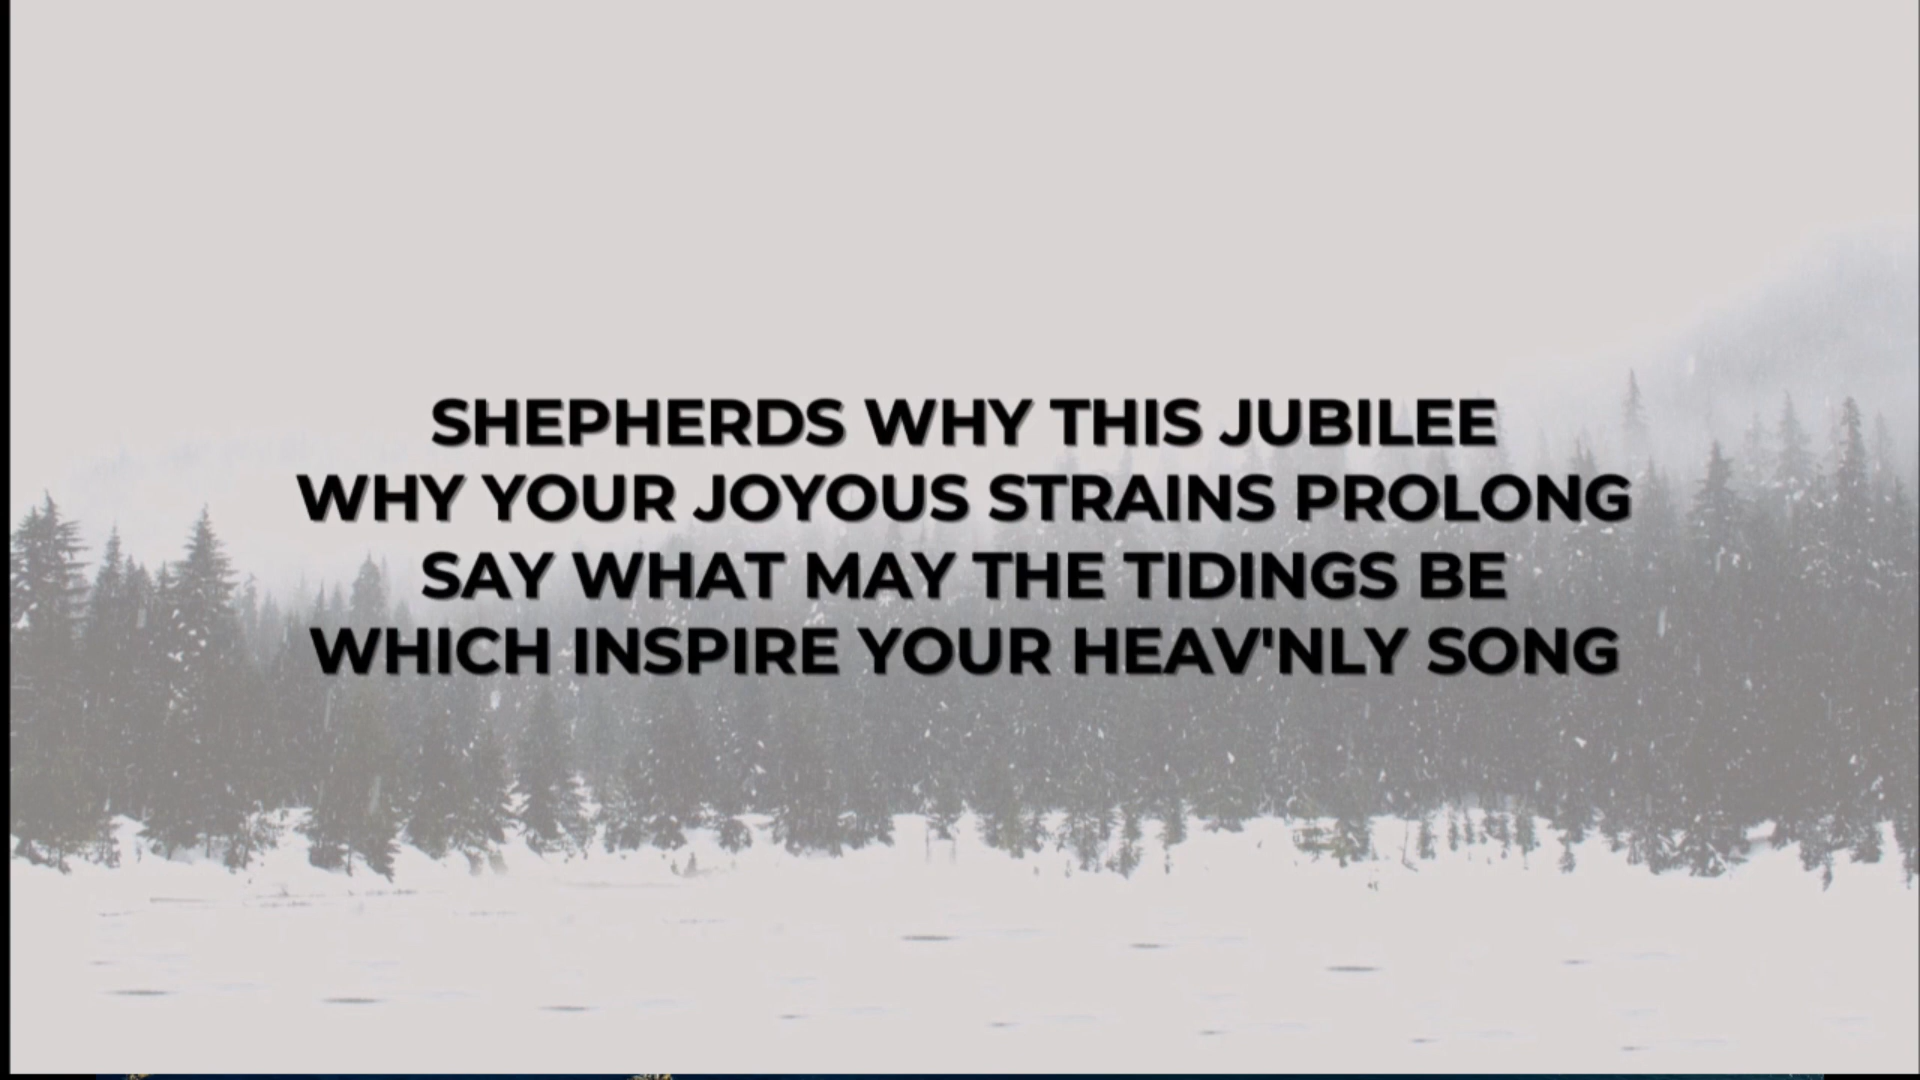 SHEPHERDS WHY THIS JUBILEE
WHY YOUR JOYOUS STRAINS PROLONG
SAY WHAT MAY THE TIDINGS BE
WHICH INSPIRE YOUR HEAV'NLY SONG